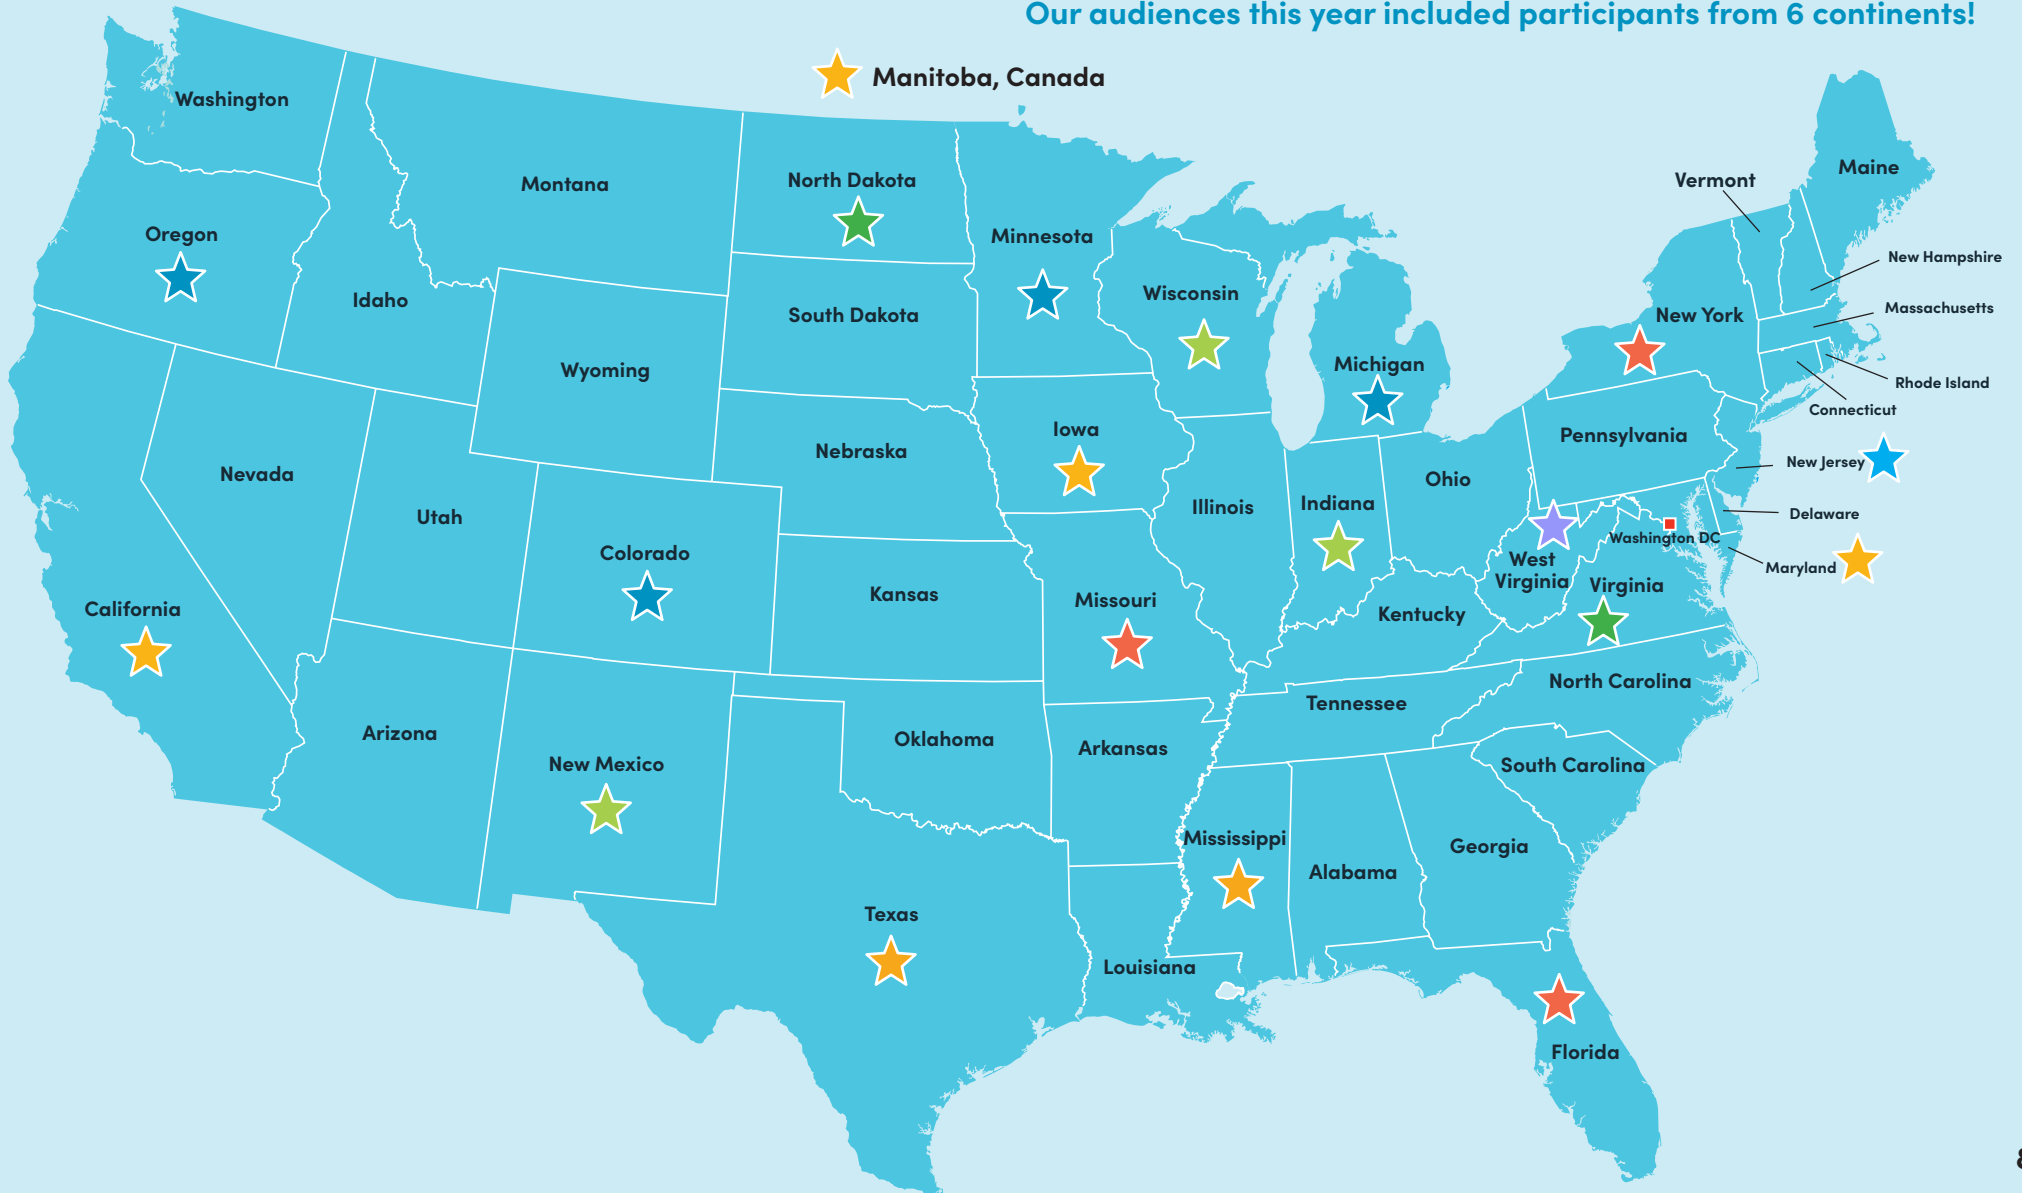 Our audiences this year included participants from 6 continents!
Manitoba, Canada
Washington
Maine
Vermont
North Dakota
Montana
Oregon
Minnesota
New Hampshire
Wisconsin
Idaho
Massachusetts
South Dakota
New York
Michigan
Wyoming
Rhode Island
Connecticut
Iowa
Pennsylvania
Nebraska
New Jersey
Nevada
Ohio
Indiana
Illinois
Utah
Delaware
Washington DC
Colorado
West
Virginia
Maryland
Virginia
Kansas
Missouri
California
Kentucky
North Carolina
Tennessee
Arizona
Oklahoma
Arkansas
New Mexico
South Carolina
Mississippi
Georgia
Alabama
Texas
Louisiana
Florida